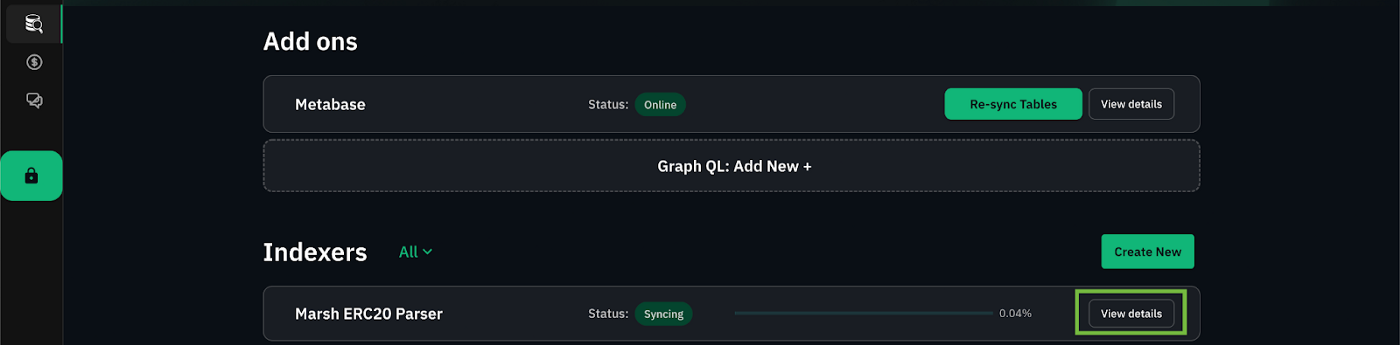 Add ons
Metabase Status: Online Re-sync Tables View details
Graph QL: Add New +
Indexers All Create New
Marsh ERC20 Parser Status: Syncing 0.04% View details